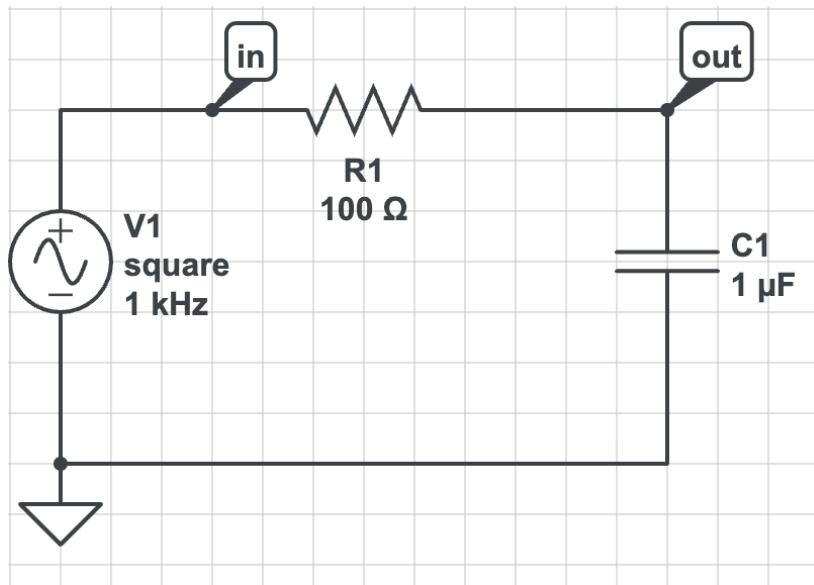 in
out
R1
100 Ω
V1
square
1 kHz
C1
1 µF